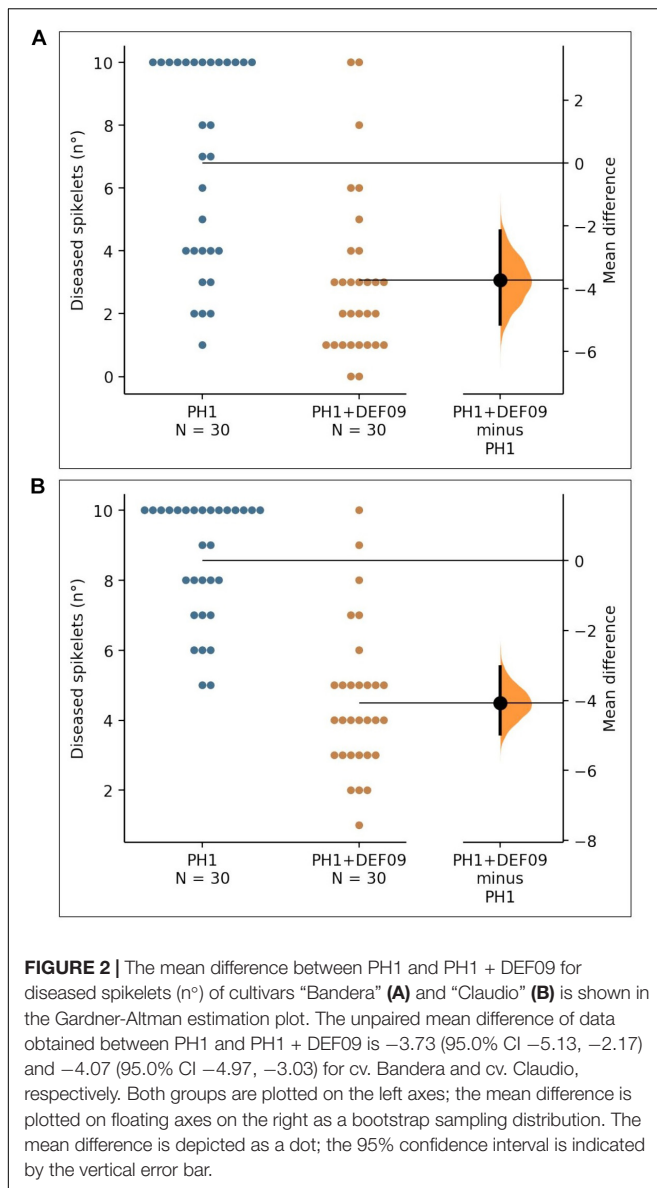 A
10
8
6
4
2
0
Diseased spikelets (n°)
2
0
−2
−4
−6
Mean difference
PH1
N = 30
PH1+DEF09
N = 30
PH1+DEF09
minus
PH1
B
10
8
6
4
2
Diseased spikelets (n°)
0
−2
−4
−6
−8
Mean difference
PH1
N = 30
PH1+DEF09
N = 30
PH1+DEF09
minus
PH1
FIGURE 2 | The mean difference between PH1 and PH1 + DEF09 for
diseased spikelets (n°) of cultivars “Bandera” (A) and “Claudio” (B) is shown in
the Gardner-Altman estimation plot. The unpaired mean difference of data
obtained between PH1 and PH1 + DEF09 is −3.73 (95.0% CI −5.13, −2.17)
and −4.07 (95.0% CI −4.97, −3.03) for cv. Bandera and cv. Claudio,
respectively. Both groups are plotted on the left axes; the mean difference is
plotted on floating axes on the right as a bootstrap sampling distribution. The
mean difference is depicted as a dot; the 95% confidence interval is indicated
by the vertical error bar.